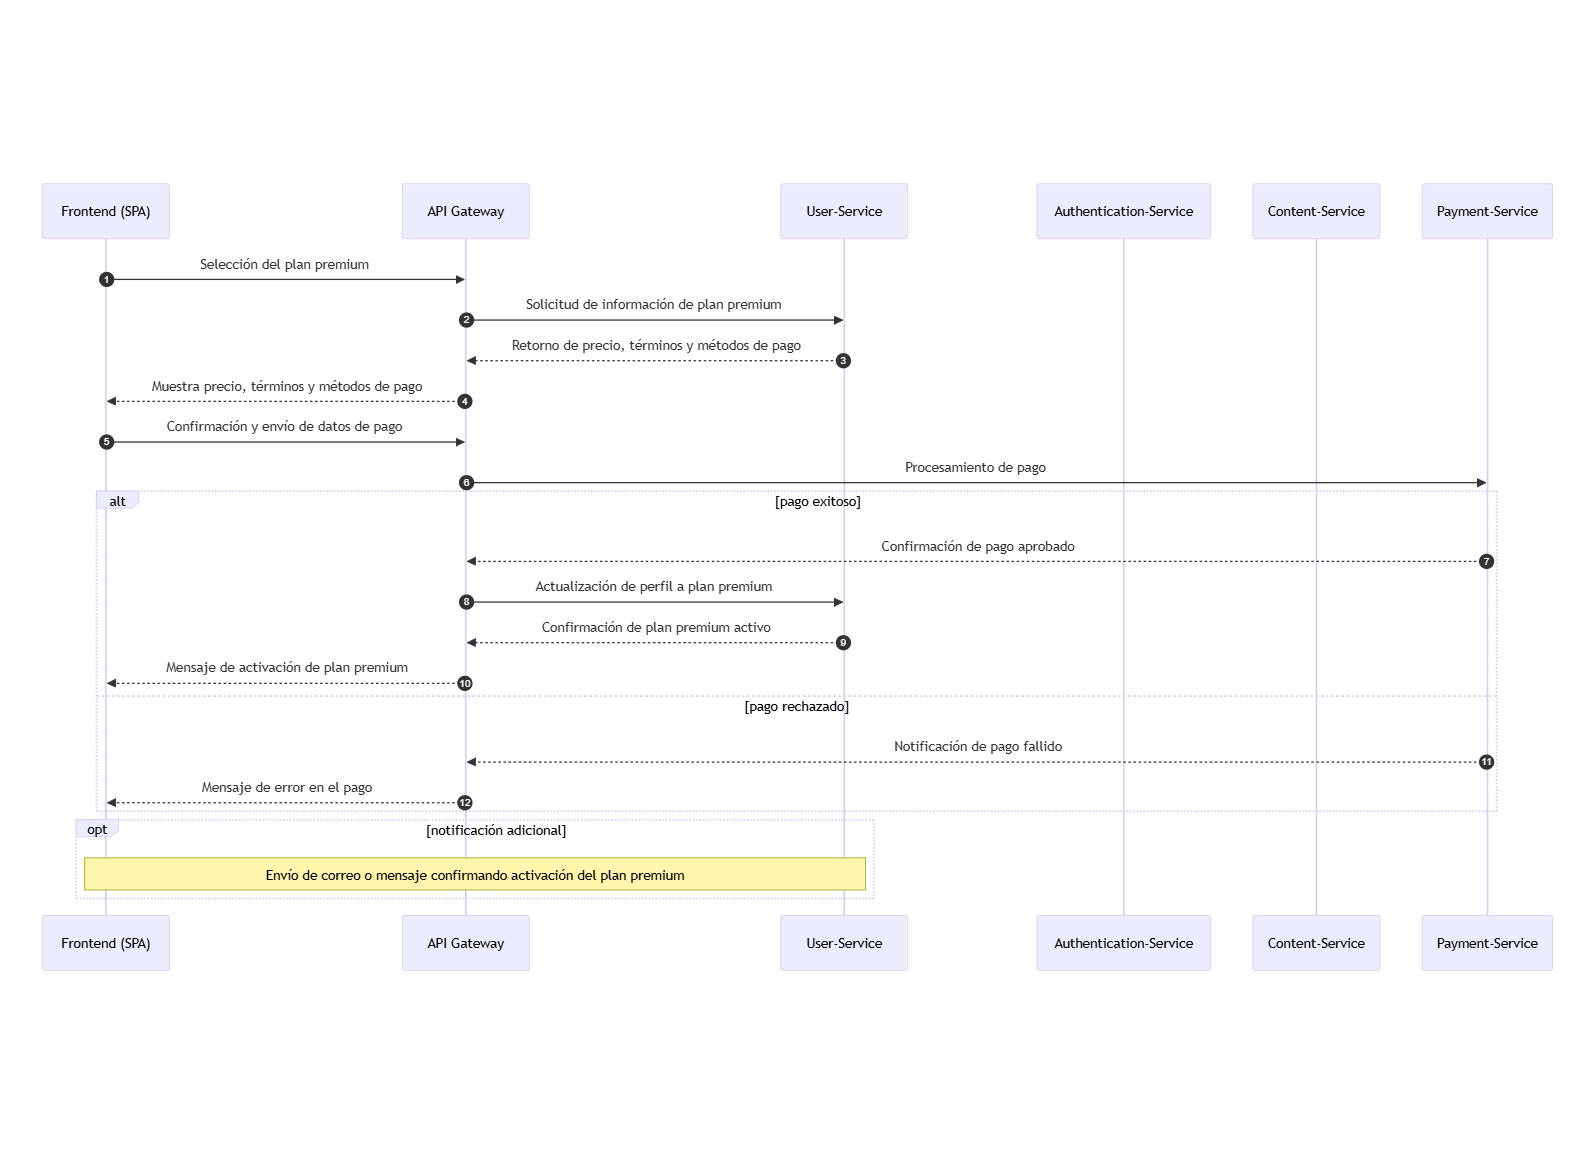 Frontend (SPA)
API Gateway
User-Service
Authentication-Service
Content-Service
Payment-Service
Selección del plan premium
1
Solicitud de información de plan premium
2
Retorno de precio, términos y métodos de pago
3
Muestra precio, términos y métodos de pago
4
Confirmación y envío de datos de pago
5
Procesamiento de pago
6
alt
[pago exitoso]
Confirmación de pago aprobado
7
Actualización de perfil a plan premium
8
Confirmación de plan premium activo
9
Mensaje de activación de plan premium
10
[pago rechazado]
Notificación de pago fallido
11
Mensaje de error en el pago
12
opt
[notificación adicional]
Envío de correo o mensaje confirmando activación del plan premium
Frontend (SPA)
API Gateway
User-Service
Authentication-Service
Content-Service
Payment-Service